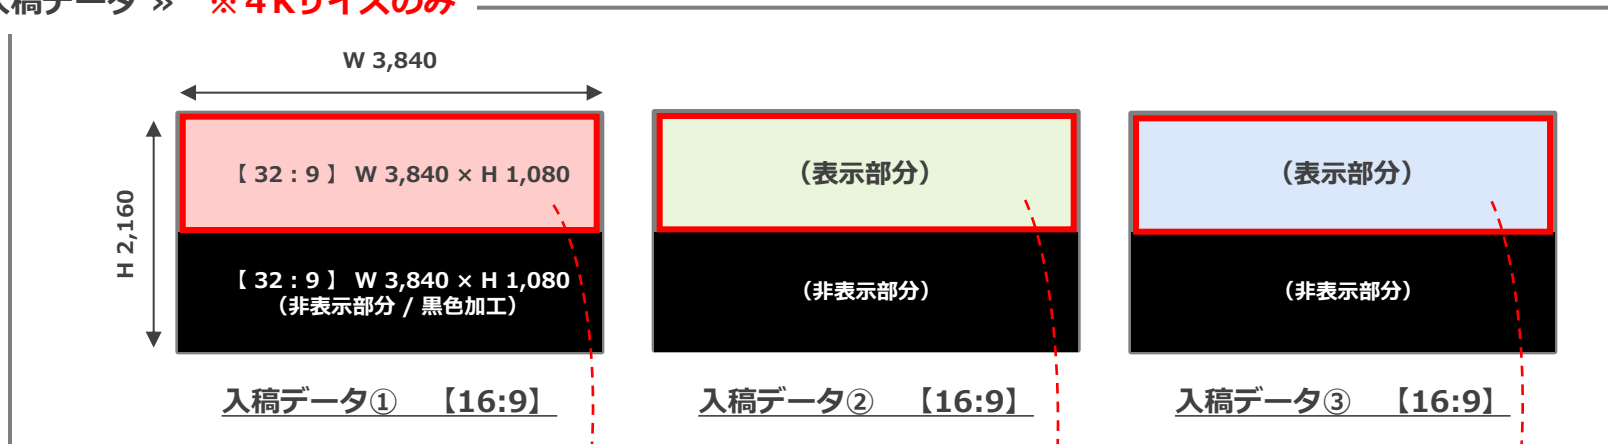 稿データ » ※４Kサイズのみ
W 3,840
H 2,160
【 32 : 9 】 W 3,840 × H 1,080
（表示部分）
（表示部分）
【 32 : 9 】 W 3,840 × H 1,080
（非表示部分 / 黒色加工）
（非表示部分）
（非表示部分）
入稿データ① 【16:9】
入稿データ② 【16:9】
入稿データ③ 【16:9】